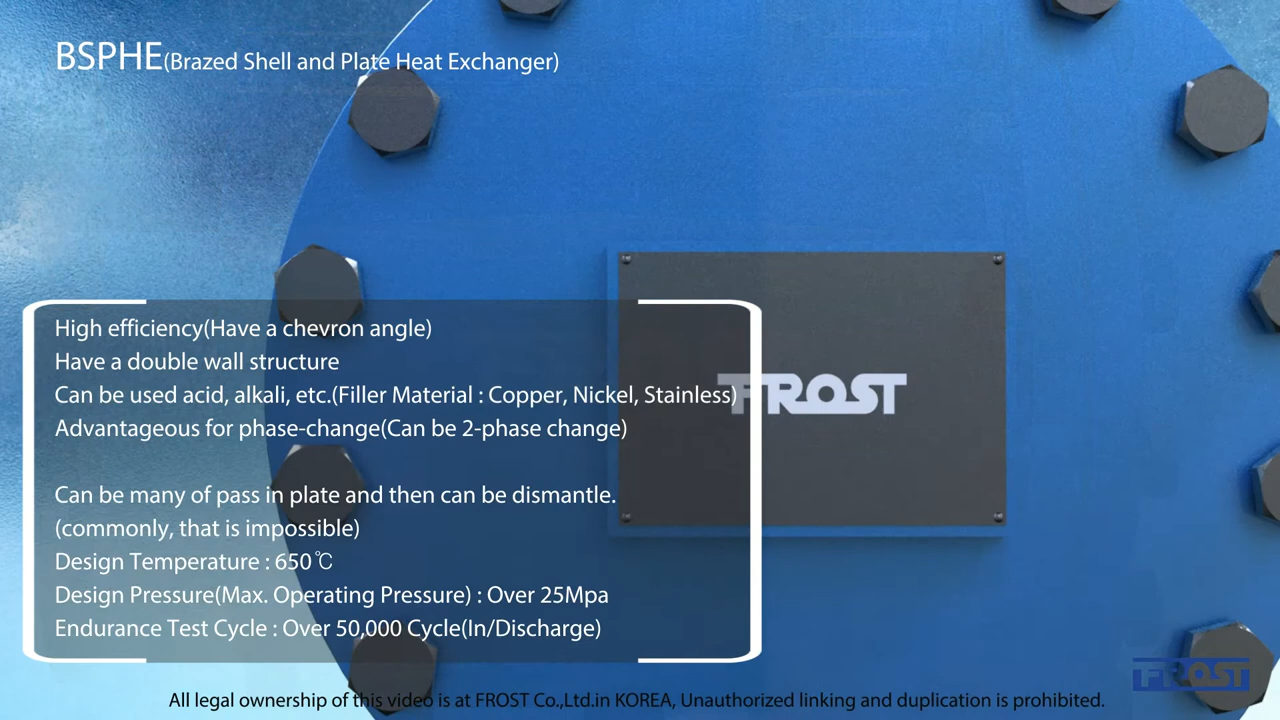 BSPHE(Brazed Shell and Plate Heat Exchanger)
High efficiency(Have a chevron angle)
Have a double wall structure
Can be used acid, alkali, etc.(Filler Material : Copper, Nickel, Stainless)
FROST
Advantageous for phase-change(Can be 2-phase change)
Can be many of pass in plate and then can be dismantle.
(commonly, that is impossible)
Design Temperature : 650℃
Design Pressure(Max. Operating Pressure) : Over 25Mpa
Endurance Test Cycle : Over 50,000 Cycle(In/Discharge)
FROST
All legal ownership of this video is at FROST Co.,Ltd.in KOREA, Unauthorized linking and duplication is prohibited.